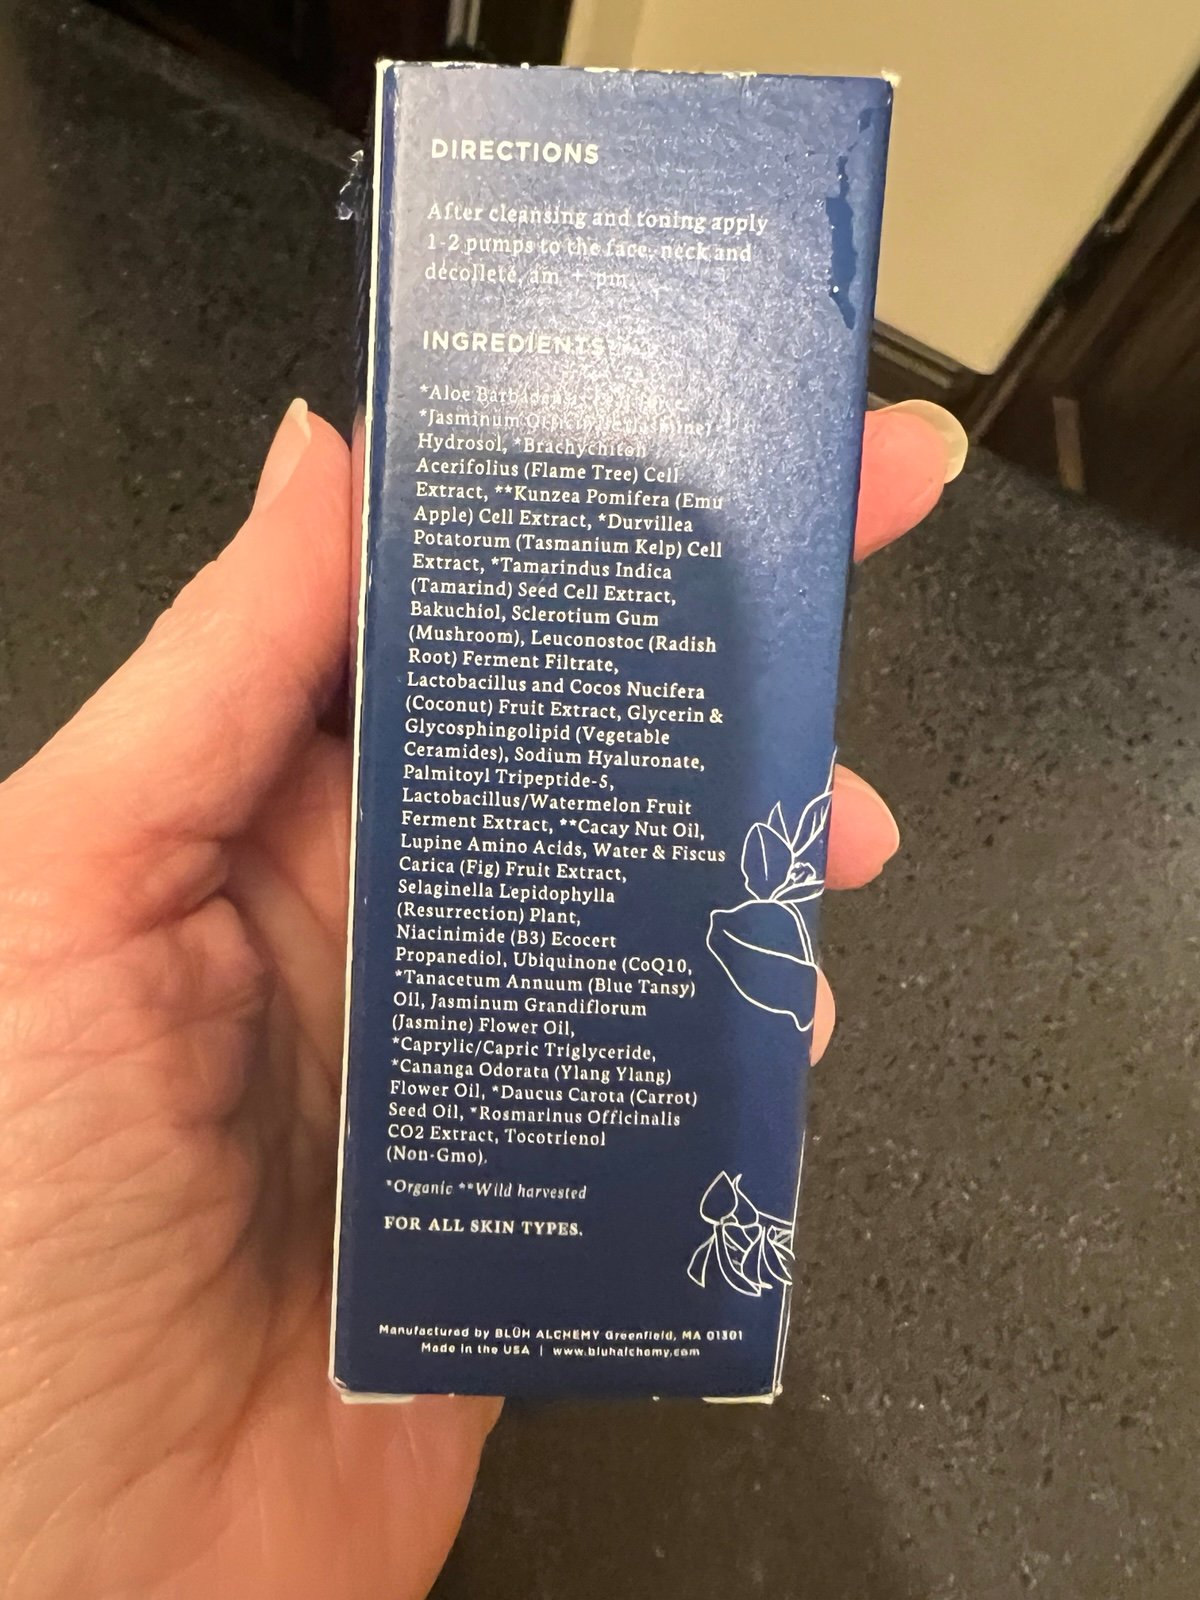 DIRECTIONS
After cleansing and toning apply
1-2 pumps to the face, neck and
décolleté, am + pm.
INGREDIENTS
*Aloe Barbadensis
*Jasminum Officinale (Jasmine)
Hydrosol, *Brachychiton
Acerifolius (Flame Tree) Cell
Extract, **Kunzea Pomifera (Emu
Apple) Cell Extract, *Durvillea
Potatorum (Tasmanium Kelp) Cell
Extract, *Tamarindus Indica
(Tamarind) Seed Cell Extract,
Bakuchiol, Sclerotium Gum
(Mushroom), Leuconostoc (Radish
Root) Ferment Filtrate,
Lactobacillus and Cocos Nucifera
(Coconut) Fruit Extract, Glycerin &
Glycosphingolipid (Vegetable
Ceramides), Sodium Hyaluronate,
Palmitoyl Tripeptide-5,
Lactobacillus/Watermelon Fruit
Ferment Extract, **Cacay Nut Oil,
Lupine Amino Acids, Water & Fiscus
Carica (Fig) Fruit Extract,
Selaginella Lepidophylla
(Resurrection) Plant,
Niacinimide (B3) Ecocert
Propanediol, Ubiquinone (CoQ10,
*Tanacetum Annuum (Blue Tansy)
Oil, Jasminum Grandiflorum
(Jasmine) Flower Oil,
*Caprylic/Capric Triglyceride,
*Cananga Odorata (Ylang Ylang)
Flower Oil, *Daucus Carota (Carrot)
Seed Oil, *Rosmarinus Officinalis
CO2 Extract, Tocotrienol
(Non-Gmo).
*Organic **Wild harvested
FOR ALL SKIN TYPES.
Manufactured by BLÜH ALCHEMY Greenfield, MA 01301
Made in the USA | www.bluhalchemy.com